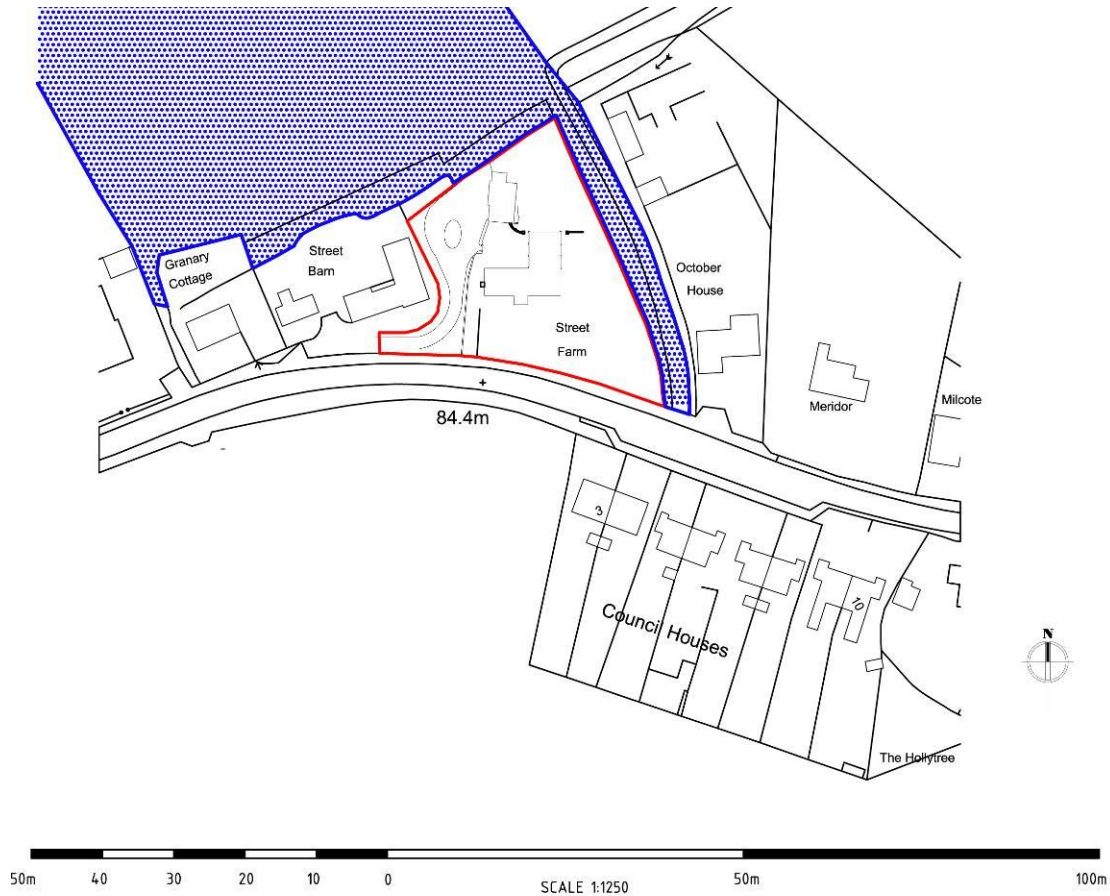 Granary
Cottage
Street
Barn
October
House
Street
Farm
Meridor
Milcote
84.4m
3
10
Council Houses
N
The Hollytree
50m 40 30 20 10 0 50m 100m
SCALE 1:1250